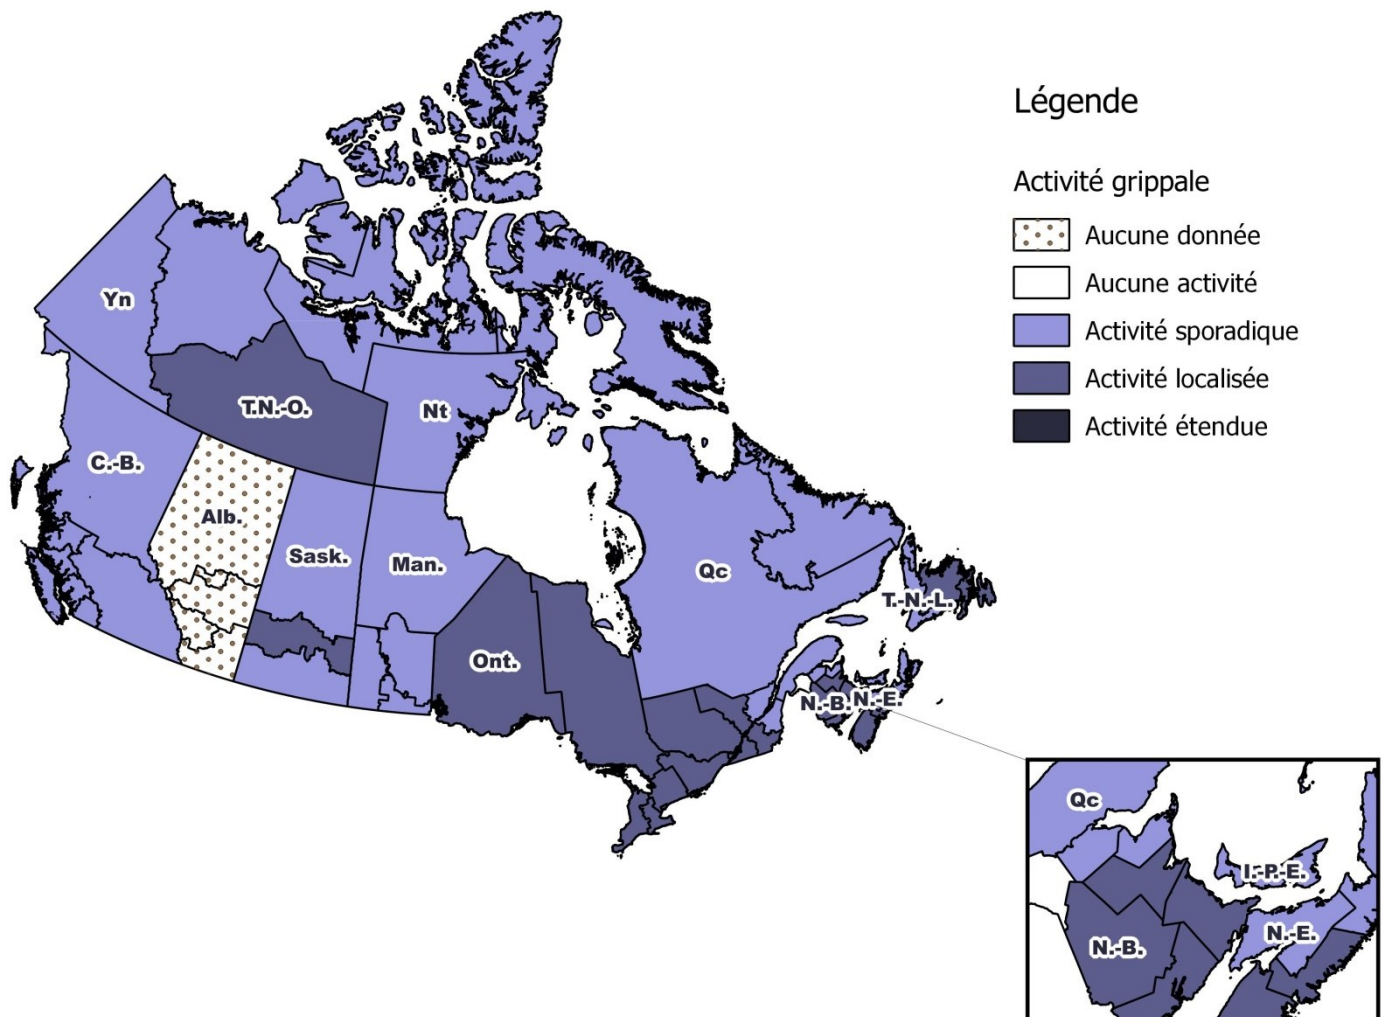 Légende
Activité grippale
Aucune donnée
Aucune activité
Activité sporadique
Activité localisée
Activité étendue
Yn
T.N.-O.
Nt
C.-B.
Alb.
Sask.
Man.
Qc
T.-N.-L.
Ont.
N.-B.
N.-E.
Qc
I.-P.-E.
N.-E.
N.-B.